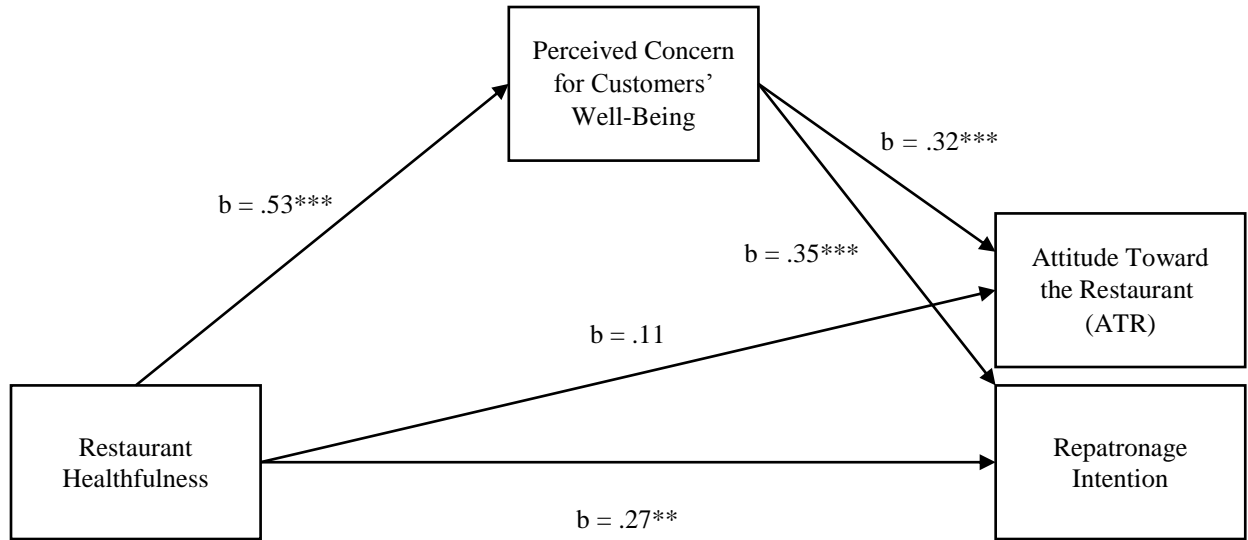 Perceived Concern
for Customers’
Well-Being
b = .32***
b = .53***
b = .35***
Attitude Toward
the Restaurant
(ATR)
b = .11
Restaurant
Healthfulness
Repatronage
Intention
b = .27**